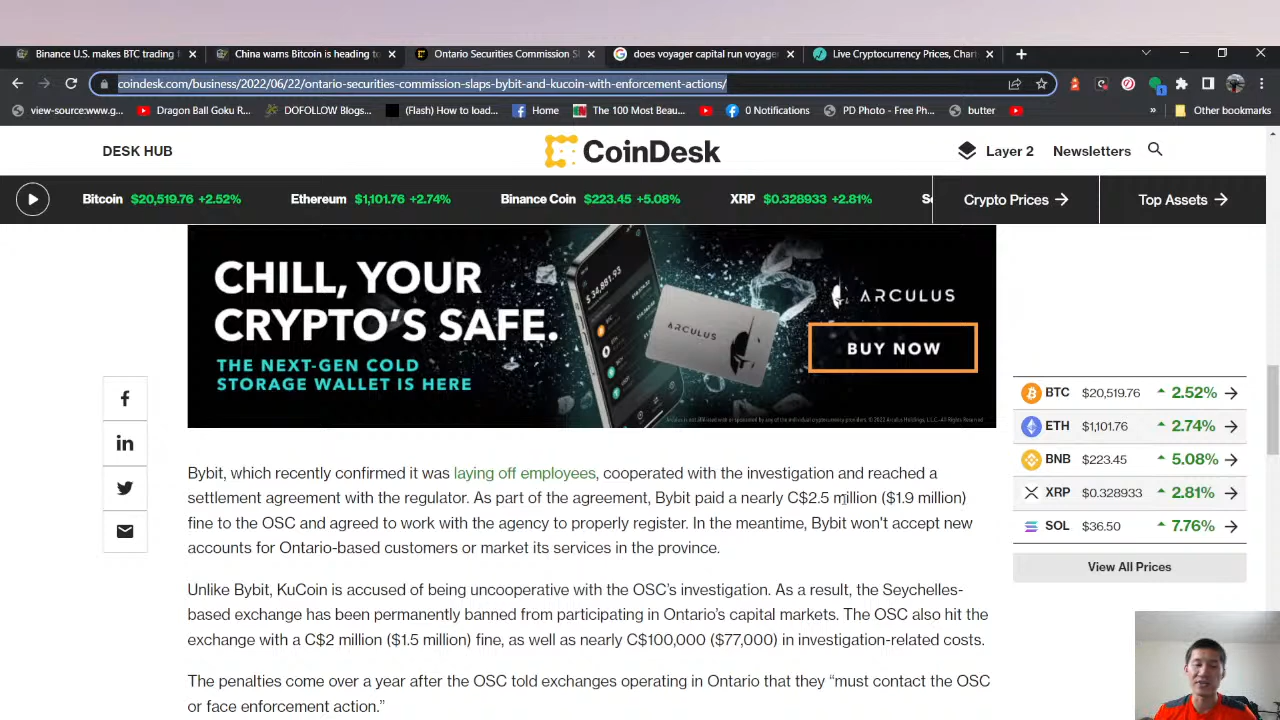 Binance U.S. makes BTC trading f
China warns Bitcoin is heading to
Ontario Securities Commission Sl
does voyager capital run voyage
Live Cryptocurrency Prices, Chart
coindesk.com/business/2022/06/22/ontario-securities-commission-slaps-bybit-and-kucoin-with-enforcement-actions/
view-source:www.g...
Dragon Ball Goku R...
DOFOLLOW Blogs...
(Flash) How to load...
Home
The 100 Most Beau...
0 Notifications
PD Photo - Free Ph...
butter
»
Other bookmarks
DESK HUB
CoinDesk
Layer 2
Newsletters
Bitcoin $20,519.76 +2.52%
Ethereum $1,101.76 +2.74%
Binance Coin $223.45 +5.08%
XRP $0.328933 +2.81%
Crypto Prices →
Top Assets →
CHILL, YOUR
CRYPTO'S SAFE.
THE NEXT-GEN COLD
STORAGE WALLET IS HERE
$ 34,881.93
ARCULUS
ARCULUS
BUY NOW
BTC $20,519.76 2.52% →
ETH $1,101.76 2.74% →
BNB $223.45 5.08% →
XRP $0.328933 2.81% →
SOL $36.50 7.76% →
View All Prices
Bybit, which recently confirmed it was laying off employees, cooperated with the investigation and reached a
settlement agreement with the regulator. As part of the agreement, Bybit paid a nearly C$2.5 million ($1.9 million)
fine to the OSC and agreed to work with the agency to properly register. In the meantime, Bybit won't accept new
accounts for Ontario-based customers or market its services in the province.
Unlike Bybit, KuCoin is accused of being uncooperative with the OSC's investigation. As a result, the Seychelles-
based exchange has been permanently banned from participating in Ontario's capital markets. The OSC also hit the
exchange with a C$2 million ($1.5 million) fine, as well as nearly C$100,000 ($77,000) in investigation-related costs.
The penalties come over a year after the OSC told exchanges operating in Ontario that they “must contact the OSC
or face enforcement action.”